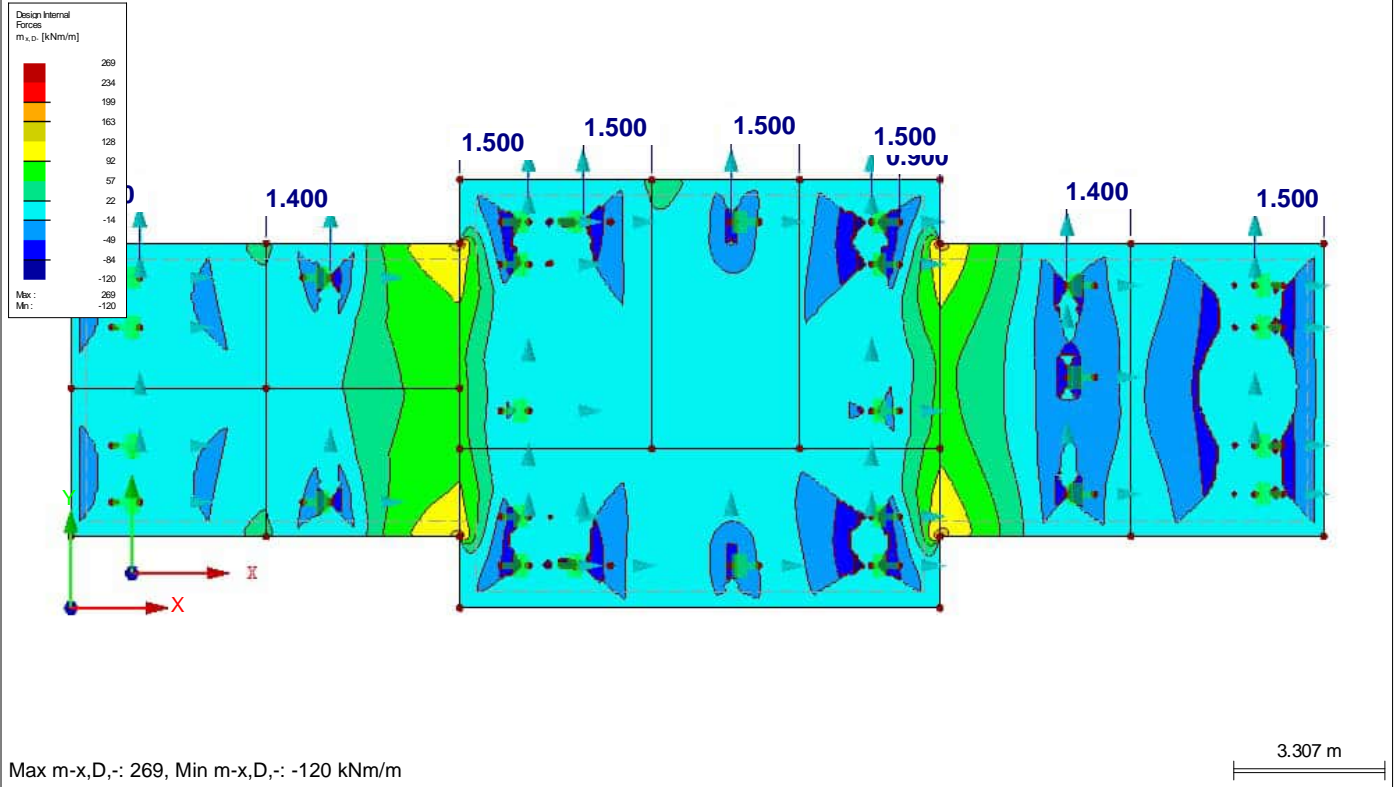 Design Internal
Forces
mx,D- [kNm/m]
269
234
199
163
128
92
57
22
-14
-49
-84
-120
Max : 269
Min : -120
1.400
1.500
1.500
1.500
1.500
0.900
1.400
1.500
Y
X
X
3.307 m
Max m-x,D,-: 269, Min m-x,D,-: -120 kNm/m